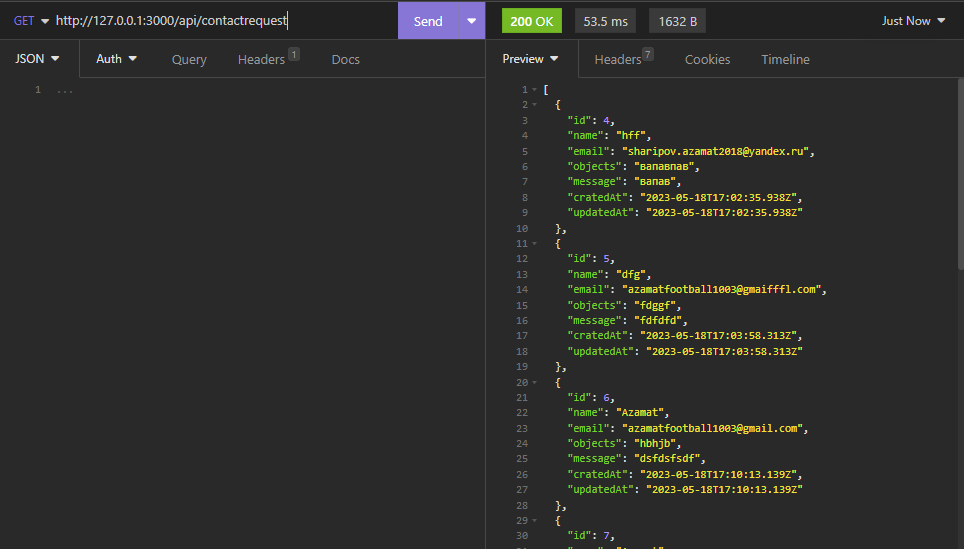 GET http://127.0.0.1:3000/api/contactrequest Send 200 OK 53.5 ms 1632 B Just Now
JSON Auth Query Headers 1 Docs Preview Headers 7 Cookies Timeline
1 ...
1 [
2 {
3 "id": 4,
4 "name": "hff",
5 "email": "sharipov.azamat2018@yandex.ru",
6 "objects": "вапавпав",
7 "message": "вапав",
8 "cratedAt": "2023-05-18T17:02:35.938Z",
9 "updatedAt": "2023-05-18T17:02:35.938Z"
10 },
11 {
12 "id": 5,
13 "name": "dfg",
14 "email": "azamatfootball1003@gmaifffl.com",
15 "objects": "fdggf",
16 "message": "fdfdfd",
17 "cratedAt": "2023-05-18T17:03:58.313Z",
18 "updatedAt": "2023-05-18T17:03:58.313Z"
19 },
20 {
21 "id": 6,
22 "name": "Azamat",
23 "email": "azamatfootball1003@gmail.com",
24 "objects": "hbhjb",
25 "message": "dsfdsfsdf",
26 "cratedAt": "2023-05-18T17:10:13.139Z",
27 "updatedAt": "2023-05-18T17:10:13.139Z"
28 },
29 {
30 "id": 7,